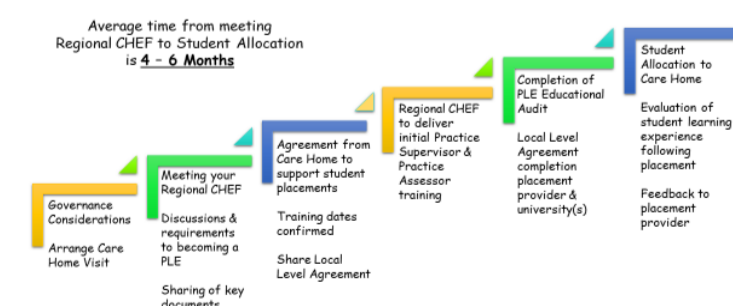 Average time from meeting
Regional CHEF to Student Allocation
is 4 – 6 Months
Governance
Considerations
Arrange Care
Home Visit
Meeting your
Regional CHEF
Discussions &
requirements
to becoming a
PLE
Sharing of key
documents
Agreement from
Care Home to
support student
placements
Training dates
confirmed
Share Local
Level Agreement
Regional CHEF
to deliver
initial Practice
Supervisor &
Practice
Assessor
training
Completion of
PLE Educational
Audit
Local Level
Agreement
completion
placement
provider &
university(s)
Student
Allocation to
Care Home
Evaluation of
student learning
experience
following
placement
Feedback to
placement
provider